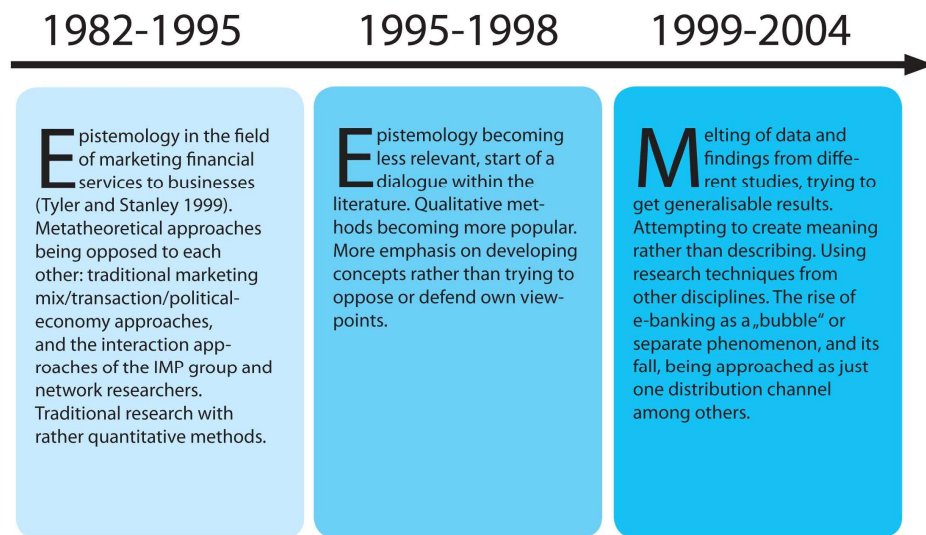 1982-1995
1995-1998
1999-2004
Epistemology in the field
of marketing financial
services to businesses
(Tyler and Stanley 1999).
Metatheoretical approaches
being opposed to each
other: traditional marketing
mix/transaction/political-
economy approaches,
and the interaction app-
roaches of the IMP group and
network researchers.
Traditional research with
rather quantitative methods.
Epistemology becoming
less relevant, start of a
dialogue within the
literature. Qualitative met-
hods becoming more popular.
More emphasis on developing
concepts rather than trying to
oppose or defend own view-
points.
Melting of data and
findings from diffe-
rent studies, trying to
get generalisable results.
Attempting to create meaning
rather than describing. Using
research techniques from
other disciplines. The rise of
e-banking as a „bubble“ or
separate phenomenon, and its
fall, being approached as just
one distribution channel
among others.